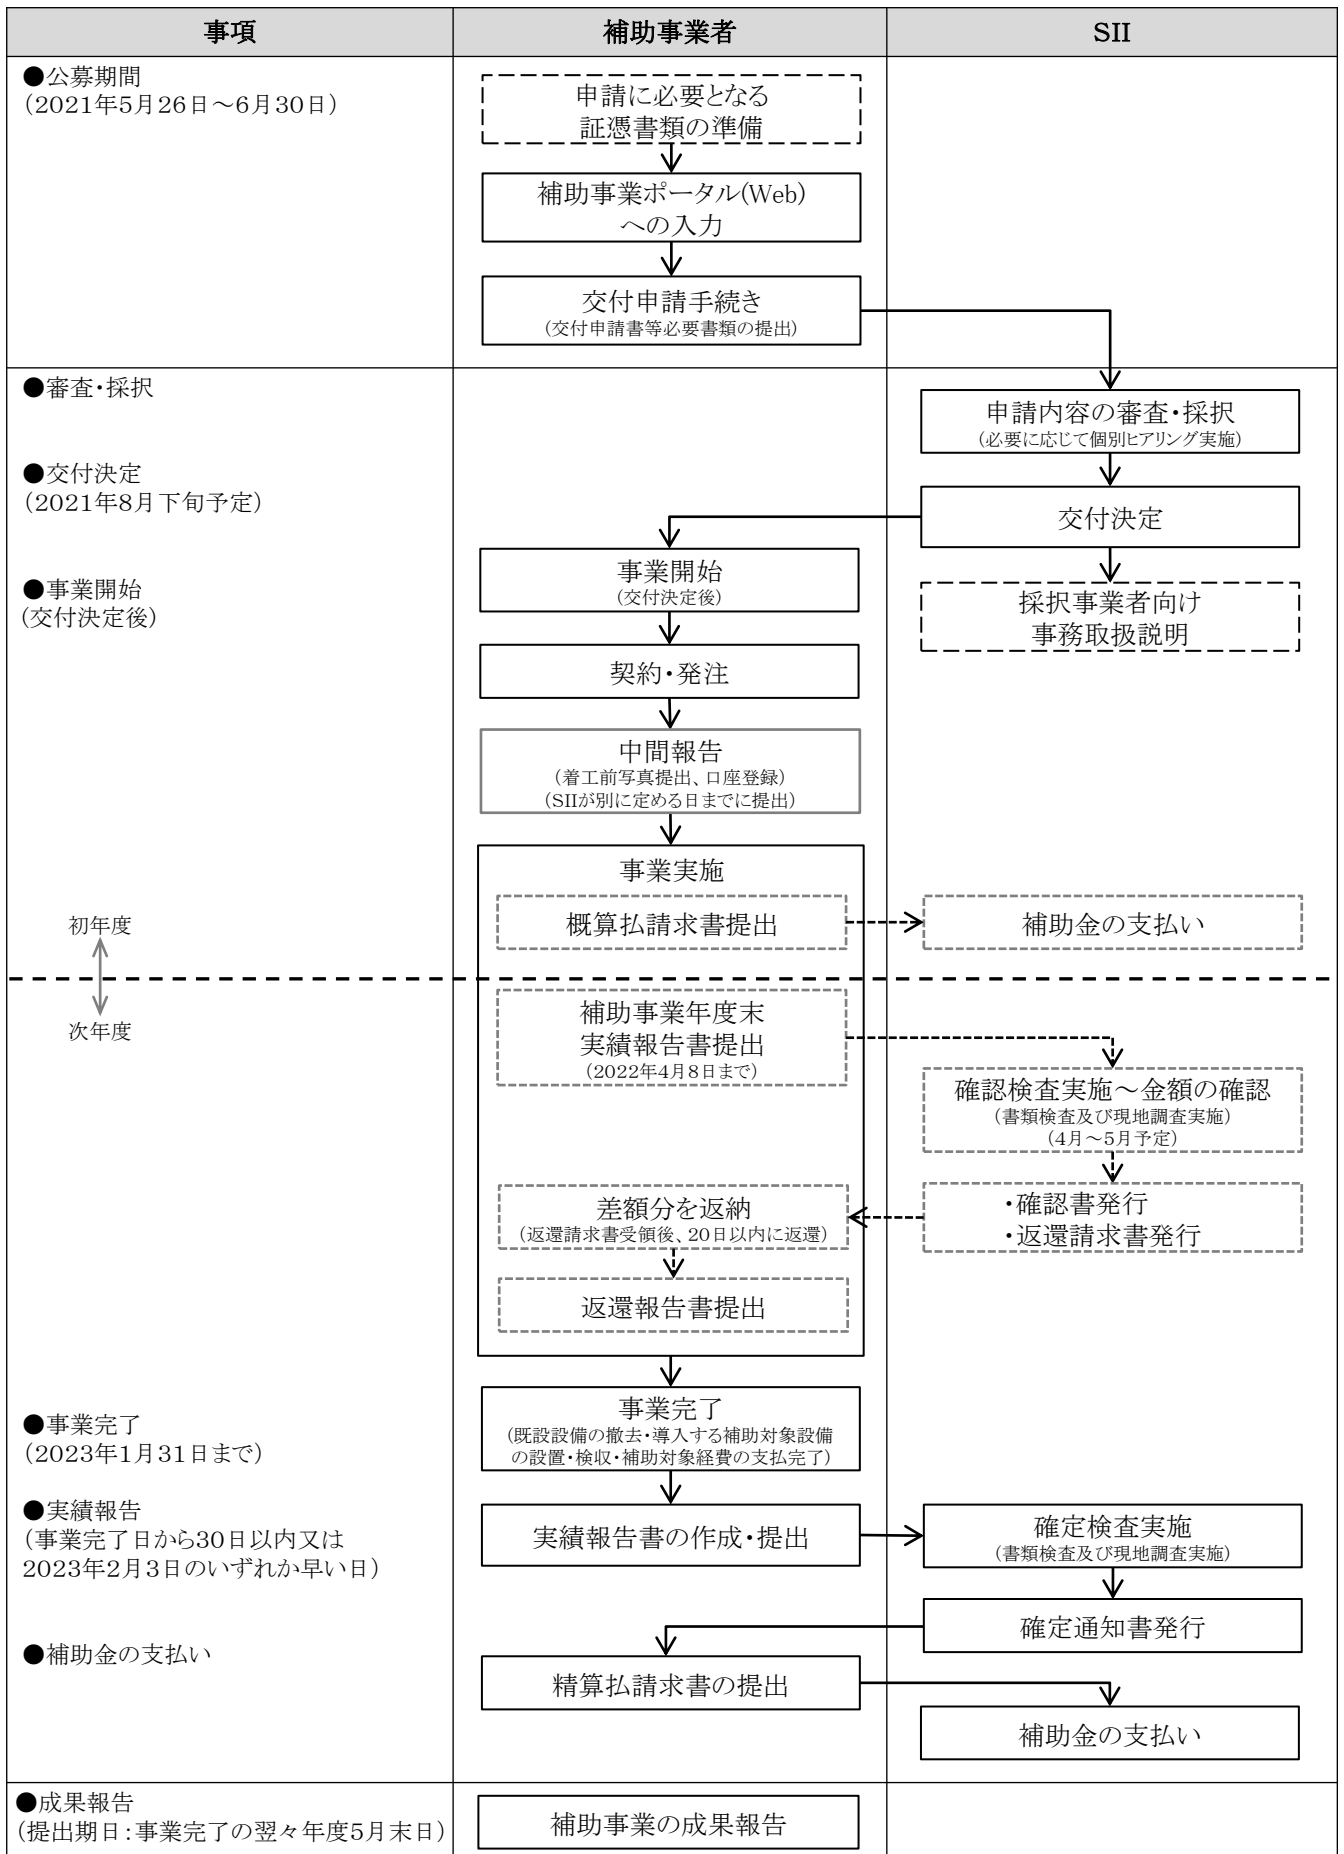 事項
補助事業者
SII
●公募期間
(2021年5月26日～6月30日)
申請に必要となる
証憑書類の準備
補助事業ポータル(Web)
への入力
交付申請手続き
(交付申請書等必要書類の提出)
●審査・採択
申請内容の審査・採択
(必要に応じて個別ヒアリング実施)
●交付決定
(2021年8月下旬予定)
交付決定
●事業開始
(交付決定後)
事業開始
(交付決定後)
採択事業者向け
事務取扱説明
契約・発注
中間報告
(着工前写真提出、口座登録)
(SIIが別に定める日までに提出)
事業実施
初年度
概算払請求書提出
補助金の支払い
次年度
補助事業年度末
実績報告書提出
(2022年4月8日まで)
確認検査実施～金額の確認
(書類検査及び現地調査実施)
(4月～5月予定)
差額分を返納
(返還請求書受領後、20日以内に返還)
・確認書発行
・返還請求書発行
返還報告書提出
●事業完了
(2023年1月31日まで)
事業完了
(既設設備の撤去・導入する補助対象設備
の設置・検収・補助対象経費の支払完了)
●実績報告
(事業完了日から30日以内又は
2023年2月3日のいずれか早い日)
実績報告書の作成・提出
確定検査実施
(書類検査及び現地調査実施)
確定通知書発行
●補助金の支払い
精算払請求書の提出
補助金の支払い
●成果報告
(提出期日:事業完了の翌々年度5月末日)
補助事業の成果報告